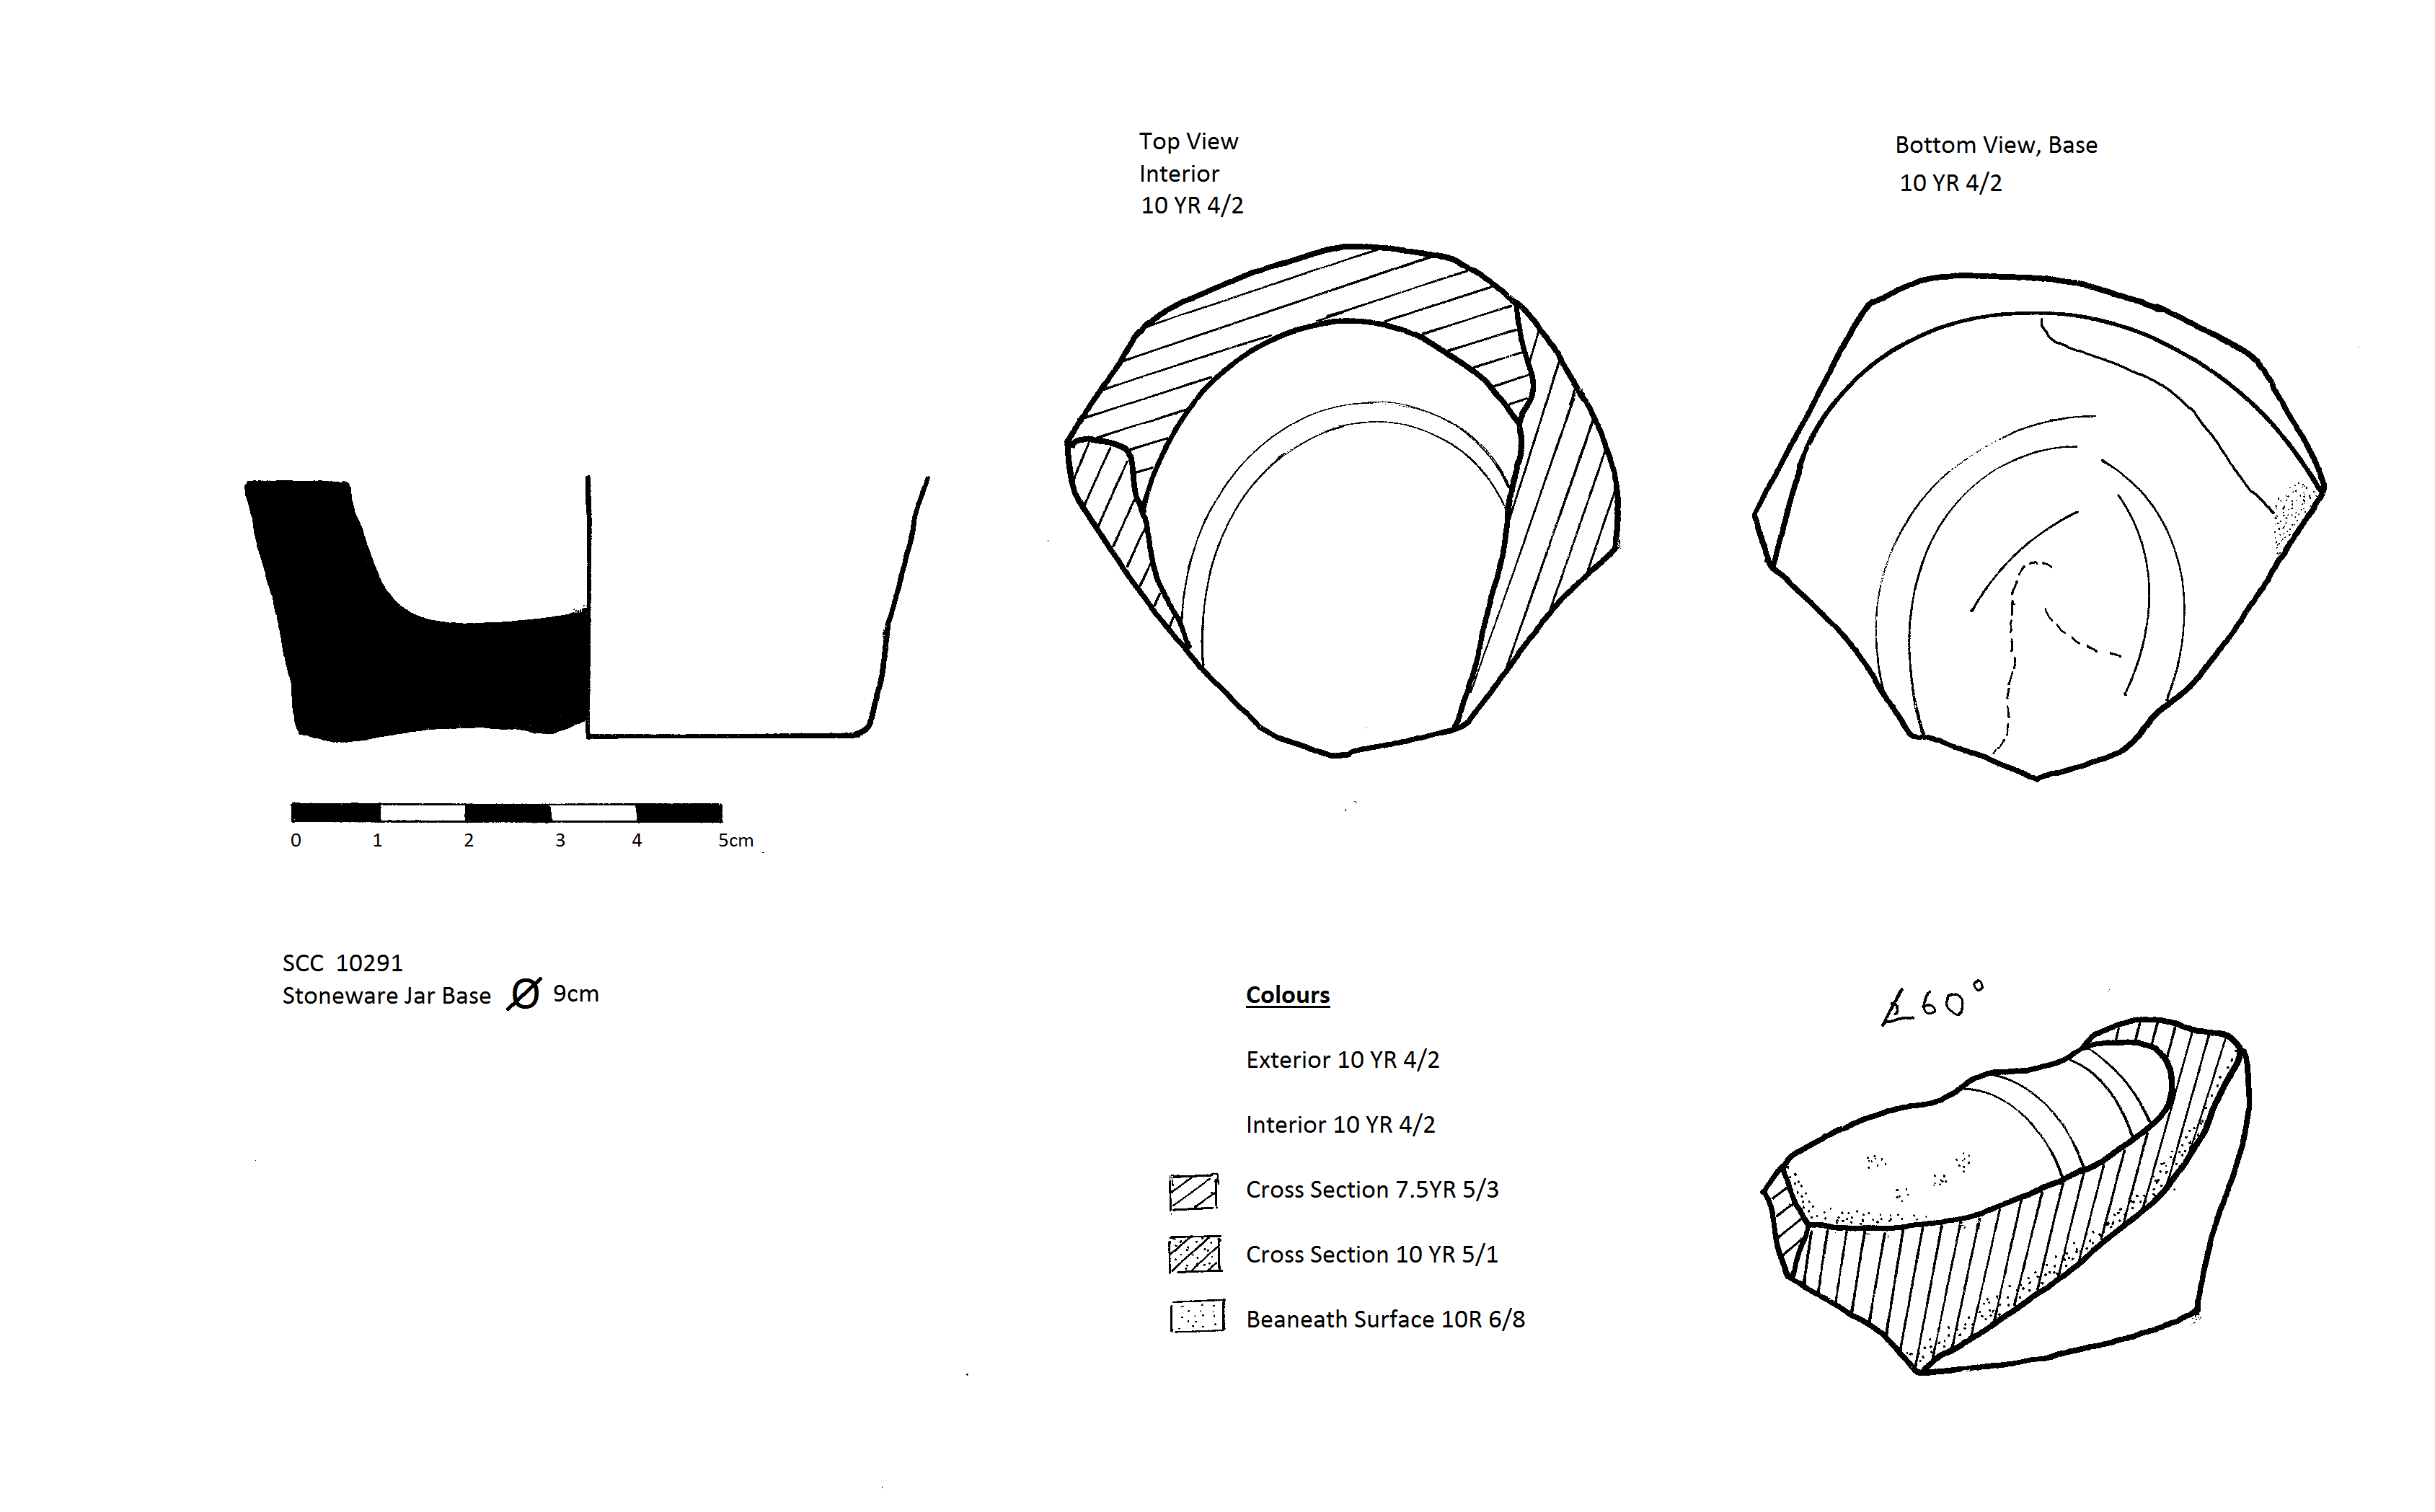 Top View
Interior
10 YR 4/2
Bottom View, Base
10 YR 4/2
0 1 2 3 4 5cm
SCC 10291
Stoneware Jar Base Ø 9cm
Colours
Exterior 10 YR 4/2
Interior 10 YR 4/2
Cross Section 7.5YR 5/3
Cross Section 10 YR 5/1
Beaneath Surface 10R 6/8
∡60°